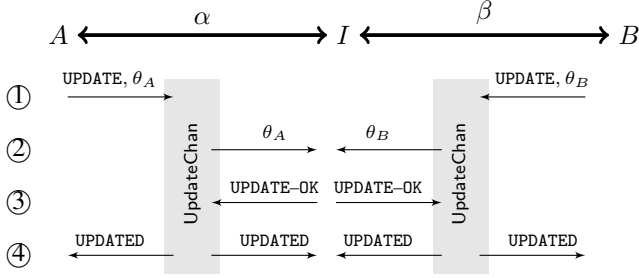 α β
A I B
① UPDATE, θ_A UPDATE, θ_B
UpdateChan UpdateChan
② θ_A θ_B
③ UPDATE–OK UPDATE–OK
④ UPDATED UPDATED UPDATED UPDATED